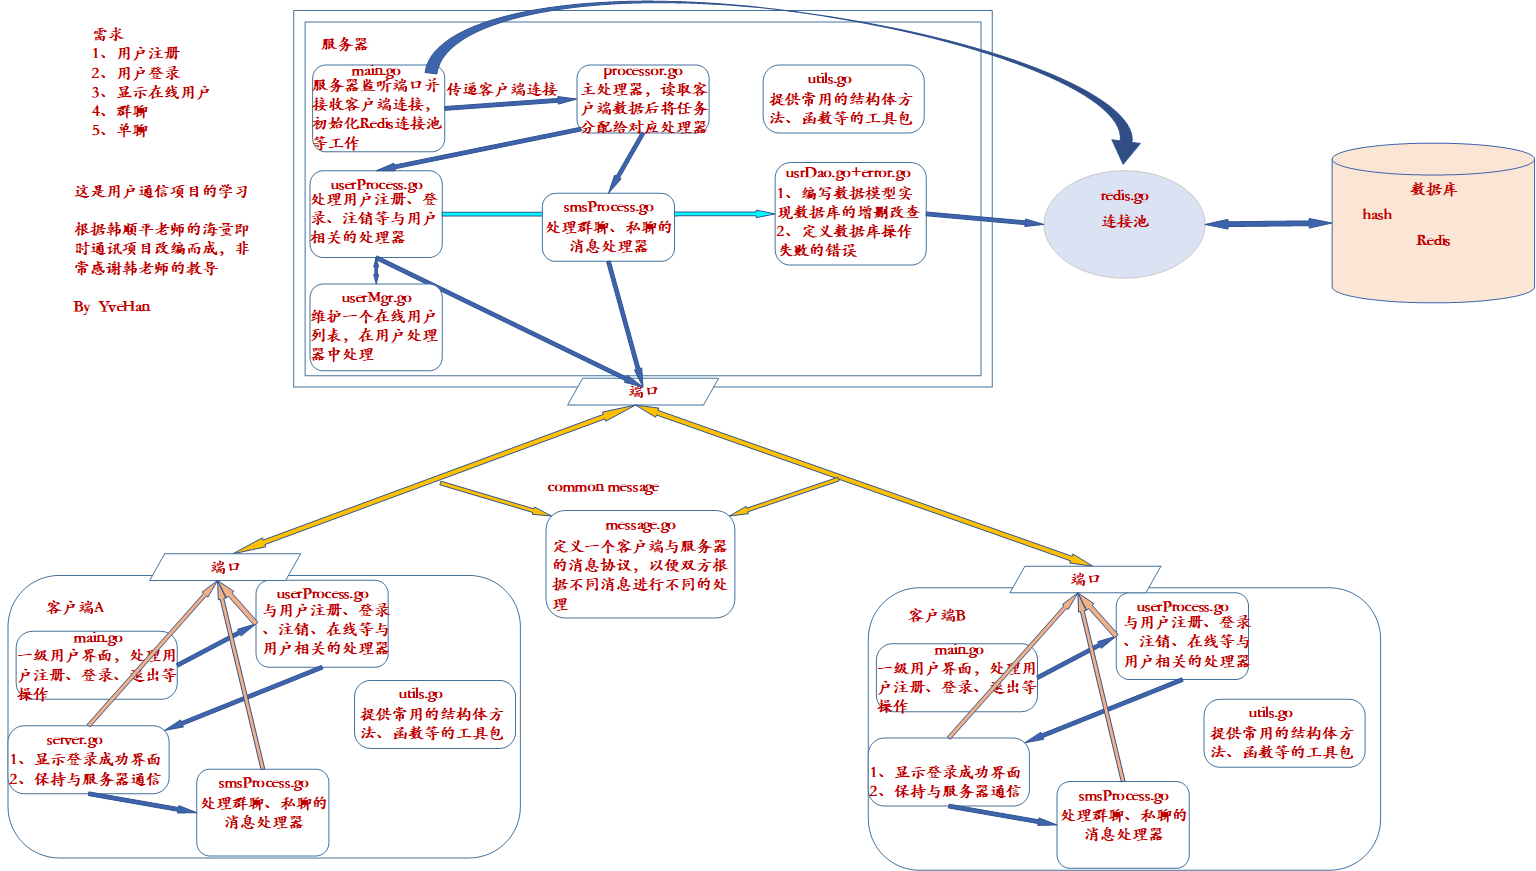 需求
1、用户注册
2、用户登录
3、显示在线用户
4、群聊
5、单聊
这是用户通信项目的学习
根据韩顺平老师的海量即
时通讯项目改编而成，非
常感谢韩老师的教导
By YveHan
服务器
main.go
服务器监听端口并
接收客户端连接，
初始化Redis连接池
等工作
传递客户端连接
processor.go
主处理器，读取客
户端数据后将任务
分配给对应处理器
utils.go
提供常用的结构体方
法、函数等的工具包
userProcess.go
处理用户注册、登
录、注销等与用户
相关的处理器
smsProcess.go
处理群聊、私聊的
消息处理器
usrDao.go+error.go
1、编写数据模型实
现数据库的增删改查
2、定义数据库操作
失败的错误
redis.go
连接池
数据库
hash
Redis
userMgr.go
维护一个在线用户
列表，在用户处理
器中处理
端口
common message
message.go
定义一个客户端与服务器
的消息协议，以便双方根
据不同消息进行不同的处
理
端口
客户端A
main.go
一级用户界面，处理用
户注册、登录、退出等
操作
userProcess.go
与用户注册、登录
、注销、在线等与
用户相关的处理器
utils.go
提供常用的结构体方
法、函数等的工具包
server.go
1、显示登录成功界面
2、保持与服务器通信
smsProcess.go
处理群聊、私聊的
消息处理器
端口
客户端B
main.go
一级用户界面，处理用
户注册、登录、退出等
操作
userProcess.go
与用户注册、登录
、注销、在线等与
用户相关的处理器
utils.go
提供常用的结构体方
法、函数等的工具包
1、显示登录成功界面
2、保持与服务器通信
smsProcess.go
处理群聊、私聊的
消息处理器